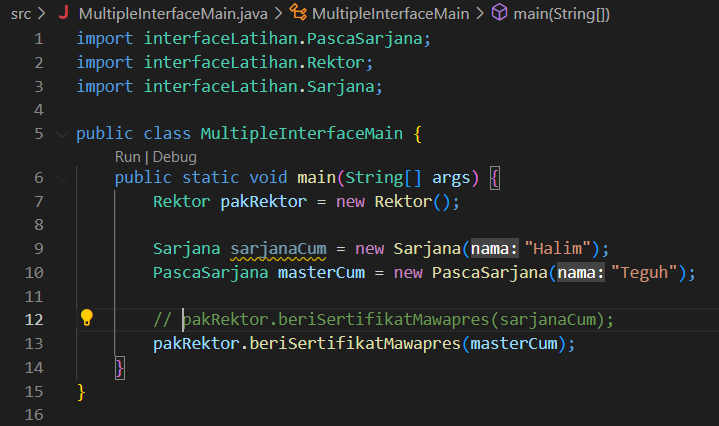 src > J MultipleInterfaceMain.java > MultipleInterfaceMain > main(String[])
1 import interfaceLatihan.PascaSarjana;
2 import interfaceLatihan.Rektor;
3 import interfaceLatihan.Sarjana;
4
5 public class MultipleInterfaceMain {
Run | Debug
6 public static void main(String[] args) {
7 Rektor pakRektor = new Rektor();
8
9 Sarjana sarjanaCum = new Sarjana(nama:"Halim");
10 PascaSarjana masterCum = new PascaSarjana(nama:"Teguh");
11
12 // pakRektor.beriSertifikatMawapres(sarjanaCum);
13 pakRektor.beriSertifikatMawapres(masterCum);
14 }
15 }
16